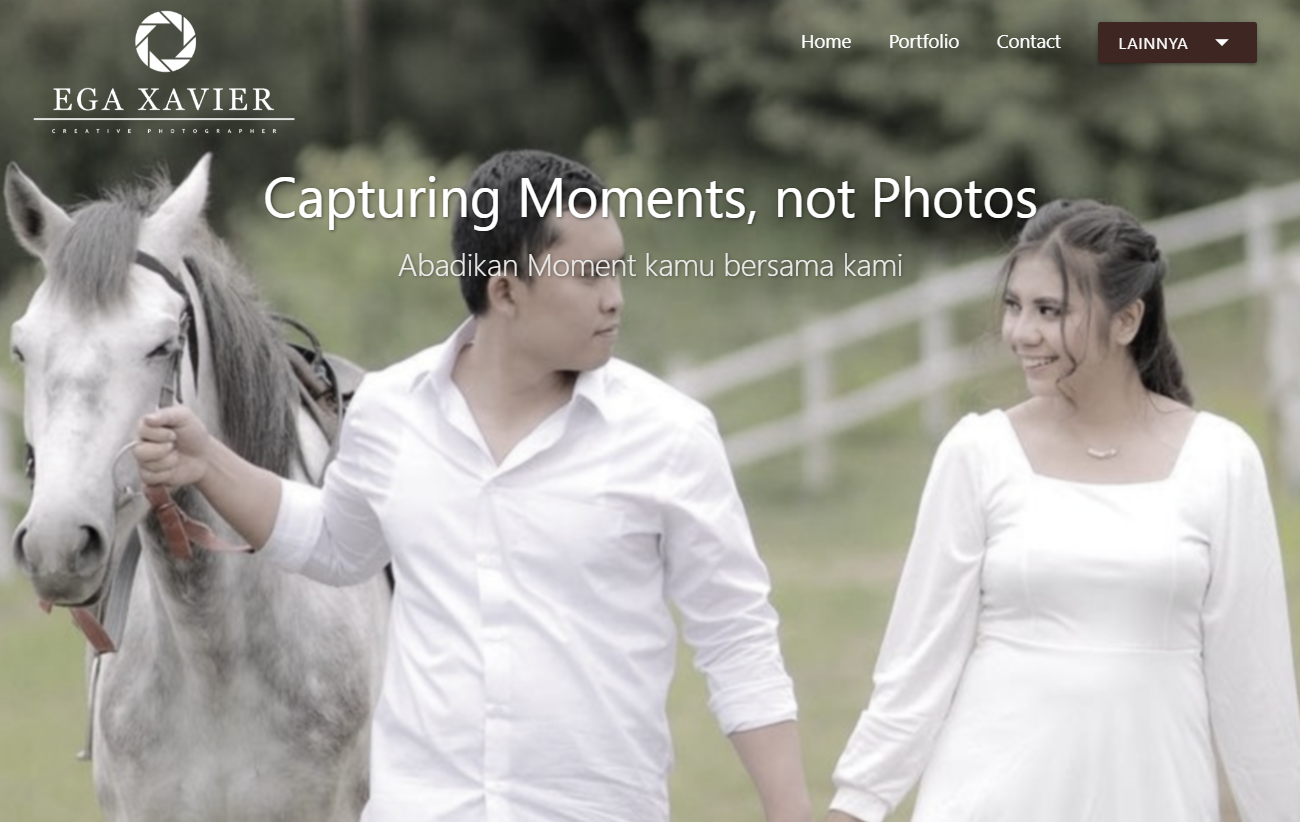 EGA XAVIER
CREATIVE PHOTOGRAPHER
Home Portfolio Contact LAINNYA
Capturing Moments, not Photos
Abadikan Moment kamu bersama kami